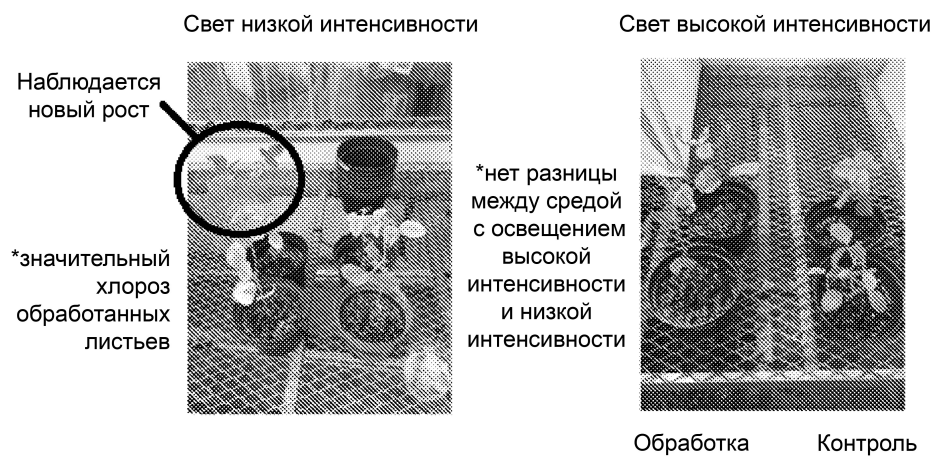 Свет низкой интенсивности
Свет высокой интенсивности
Наблюдается
новый рост
*значительный
хлороз
обработанных
листьев
*нет разницы
между средой
с освещением
высокой
интенсивности
и низкой
интенсивности
Обработка
Контроль